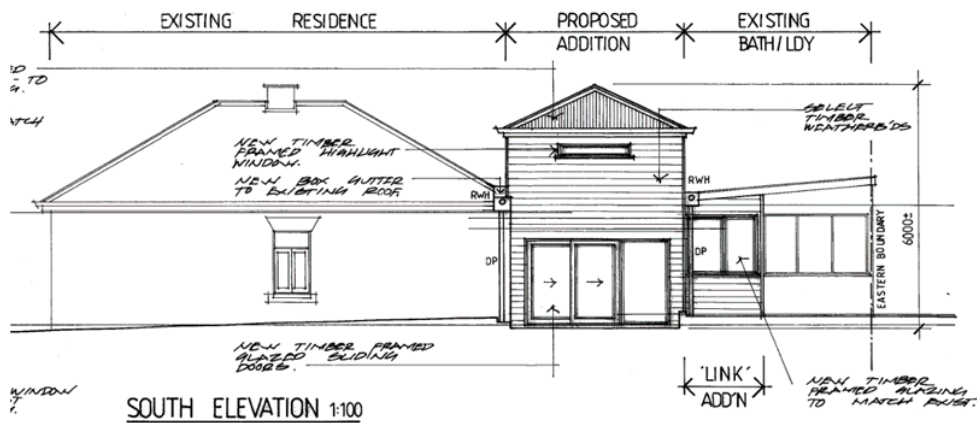 EXISTING RESIDENCE
PROPOSED
ADDITION
EXISTING
BATH/LDY
TO
SELECT
TIMBER
WEATHERB'DS
NEW TIMBER
FRAMED HIGHLIGHT
WINDOW.
NEW BOX GUTTER
TO EXISTING ROOF.
RWH
RWH
DP
DP
EASTERN BOUNDARY
6000±
NEW TIMBER FRAMED
GLAZED SLIDING
DOORS.
'LINK'
ADD'N
NEW TIMBER
FRAMED GLAZING
TO MATCH EXIST.
WINDOW
SOUTH ELEVATION 1:100